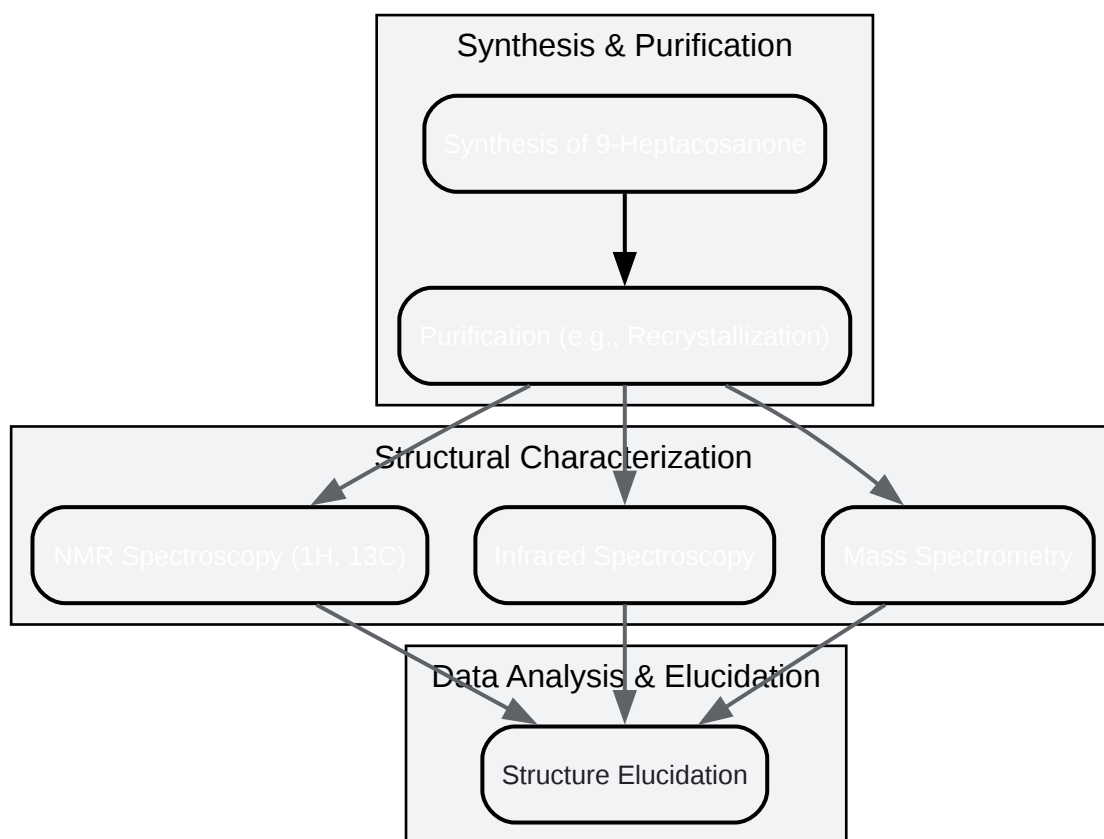 Synthesis & Purification
Synthesis of 9-Heptacosanone
Purification (e.g., Recrystallization)
Structural Characterization
NMR Spectroscopy (1H, 13C)
Infrared Spectroscopy
Mass Spectrometry
Data Analysis & Elucidation
Structure Elucidation